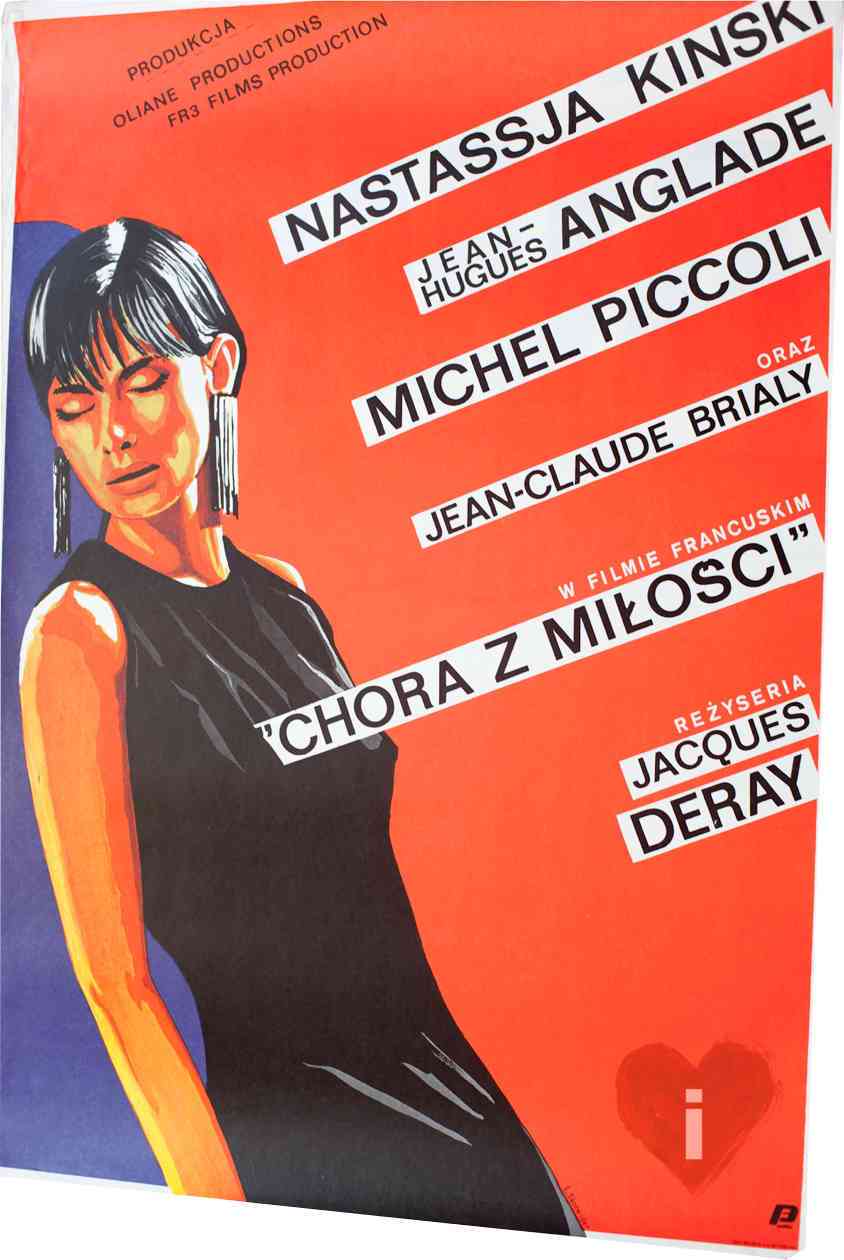 PRODUKCJA
OLIANE PRODUCTIONS
FR3 FILMS PRODUCTION
NASTASSJA KINSKI
JEAN-
HUGUES ANGLADE
MICHEL PICCOLI
ORAZ
JEAN-CLAUDE BRIALY
W FILMIE FRANCUSKIM
"CHORA Z MIŁOŚCI"
REŻYSERIA
JACQUES
DERAY
i